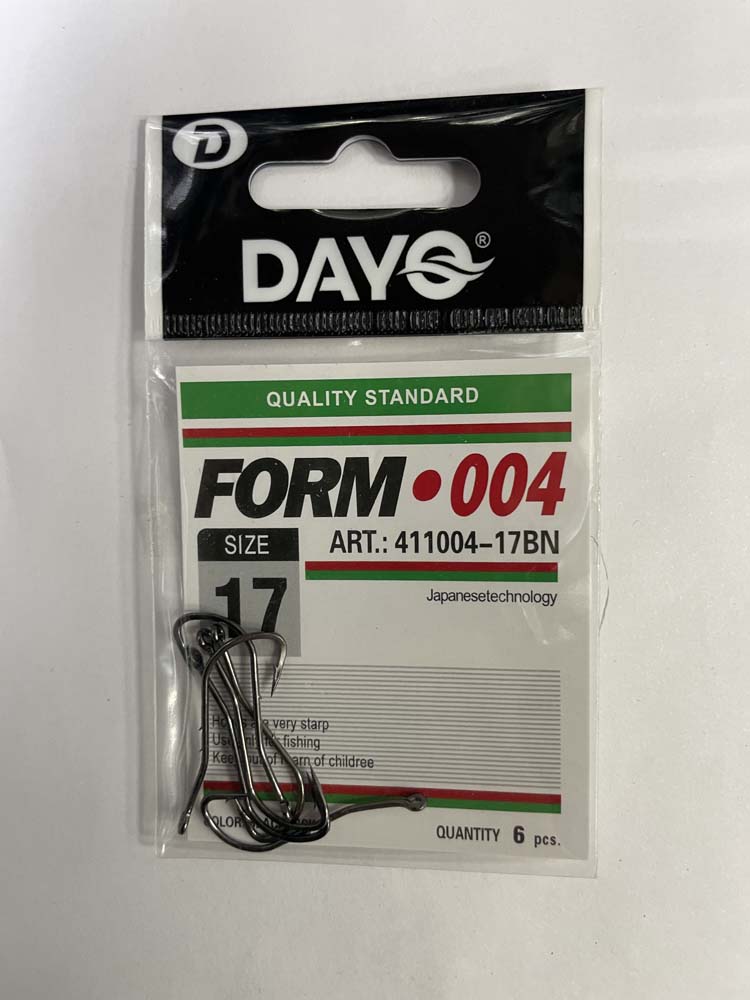 D
DAYO®
QUALITY STANDARD
FORM • 004
SIZE
ART.: 411004-17BN
17
Japanesetechnology
very starp
fishing
of childree
QUANTITY 6 pcs.